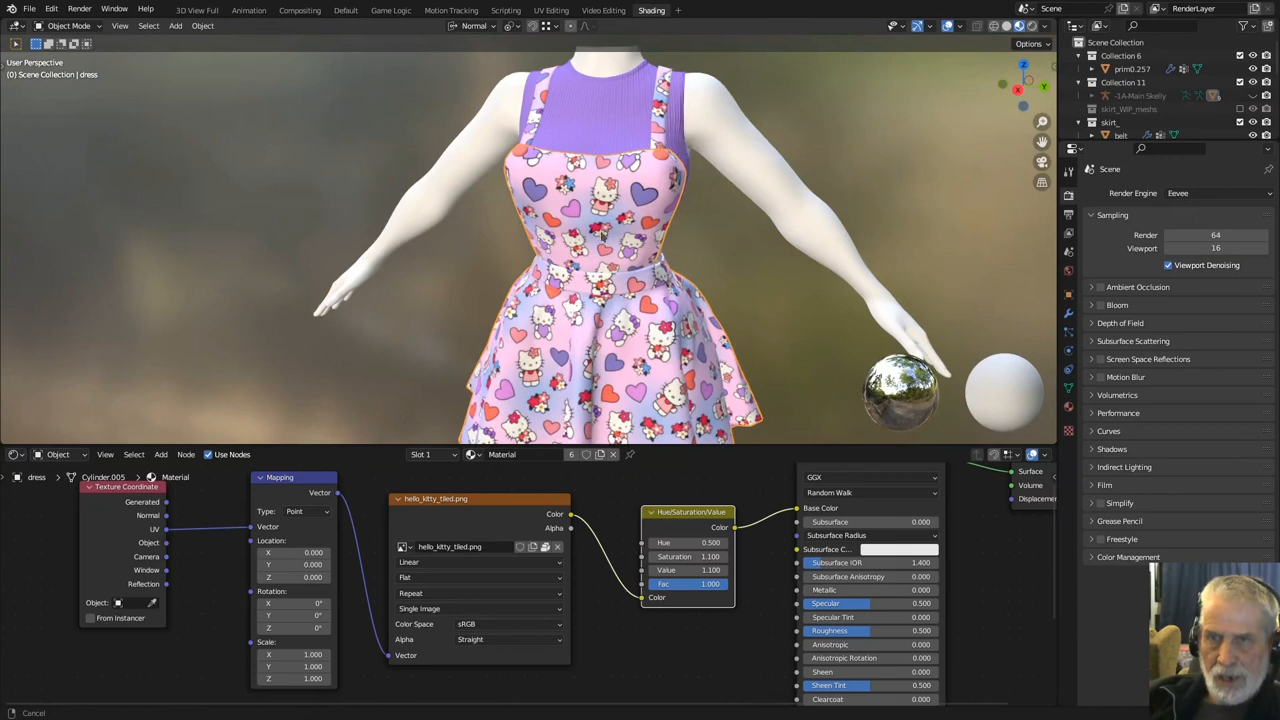 File Edit Render Window Help 3D View Full Animation Compositing Default Game Logic Motion Tracking Scripting UV Editing Video Editing Shading + Scene RenderLayer
Object Mode View Select Add Object Normal
Options
User Perspective
(0) Scene Collection | dress
Z
X
Y
Scene Collection
Collection 6
prim0.257
Collection 11
-1A-Main Skelly
skirt_WIP_meshs
skirt_
belt
Scene
Render Engine Eevee
Sampling
Render 64
Viewport 16
Viewport Denoising
Ambient Occlusion
Bloom
Depth of Field
Subsurface Scattering
Screen Space Reflections
Motion Blur
Volumetrics
Performance
Curves
Shadows
Indirect Lighting
Film
Simplify
Grease Pencil
Freestyle
Color Management
Object View Select Add Node Use Nodes Slot 1 Material 6
dress Cylinder.005 Material
Texture Coordinate
Generated
Normal
UV
Object
Camera
Window
Reflection
Object:
From Instancer
Mapping
Vector
Type: Point
Vector
Location:
X 0.000
Y 0.000
Z 0.000
Rotation:
X 0°
Y 0°
Z 0°
Scale:
X 1.000
Y 1.000
Z 1.000
hello_kitty_tiled.png
Color
Alpha
hello_kitty_tiled.png
Linear
Flat
Repeat
Single Image
Color Space sRGB
Alpha Straight
Vector
Hue/Saturation/Value
Color
Hue 0.500
Saturation 1.100
Value 1.100
Fac 1.000
Color
GGX
Random Walk
Base Color
Subsurface 0.000
Subsurface Radius
Subsurface C...
Subsurface IOR 1.400
Subsurface Anisotropy 0.000
Metallic 0.000
Specular 0.500
Specular Tint 0.000
Roughness 0.500
Anisotropic 0.000
Anisotropic Rotation 0.000
Sheen 0.000
Sheen Tint 0.500
Clearcoat 0.000
Surface
Volume
Displacemer
Cancel